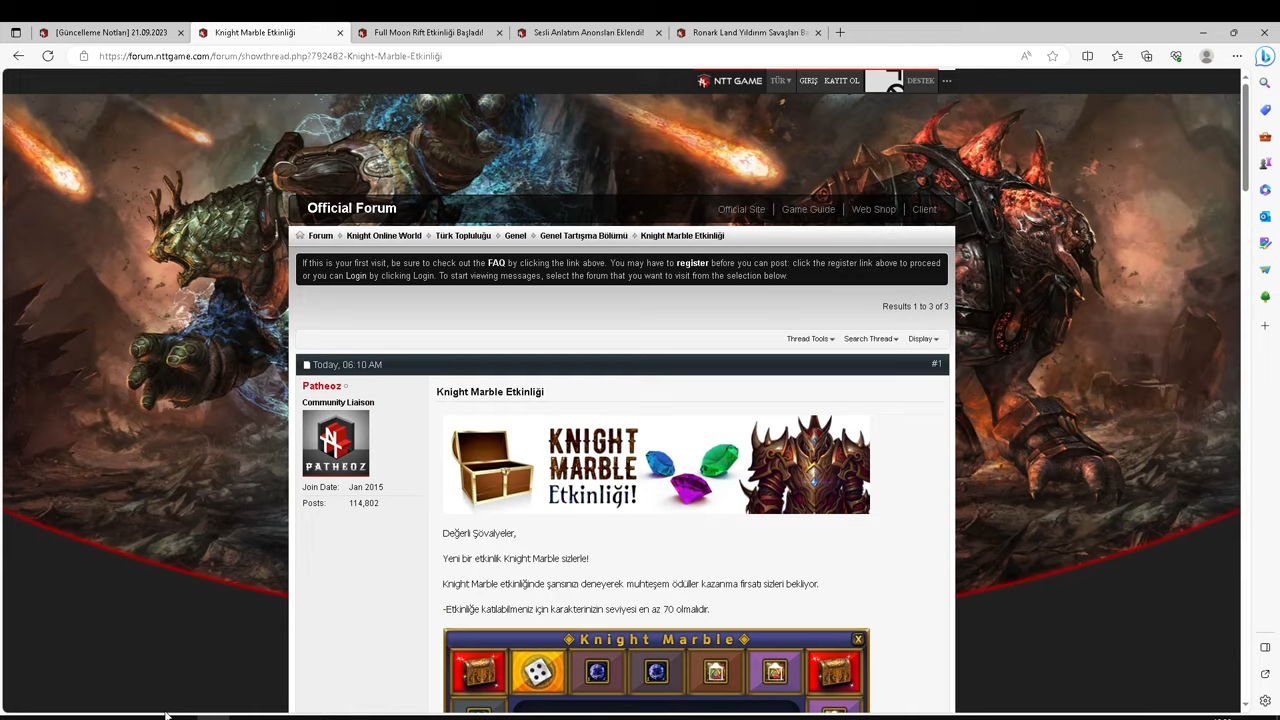 [Güncelleme Notları] 21.09.2023
Knight Marble Etkinliği
Full Moon Rift Etkinliği Başladı!
Sesli Anlatım Anonsları Eklendi!
Ronark Land Yıldırım Savaşları Ba
https://forum.nttgame.com/forum/showthread.php?792482-Knight-Marble-Etkinliği
NTT GAME TÜR GIRIŞ KAYIT OL DESTEK
Official Forum
Official Site | Game Guide | Web Shop | Client
Forum Knight Online World Türk Topluluğu Genel Genel Tartışma Bölümü Knight Marble Etkinliği
If this is your first visit, be sure to check out the FAQ by clicking the link above. You may have to register before you can post: click the register link above to proceed
or you can Login by clicking Login. To start viewing messages, select the forum that you want to visit from the selection below.
Results 1 to 3 of 3
Thread Tools Search Thread Display
Today, 06:10 AM
#1
Patheoz
Community Liaison
PATHEOZ
Join Date: Jan 2015
Posts: 114,802
Knight Marble Etkinliği
KNIGHT
MARBLE
Etkinliği!
Değerli Şövalyeler,
Yeni bir etkinlik Knight Marble sizlerle!
Knight Marble etkinliğinde şansınızı deneyerek muhteşem ödüller kazanma fırsatı sizleri bekliyor.
-Etkinliğe katılabilmeniz için karakterinizin seviyesi en az 70 olmalıdır.
Knight Marble